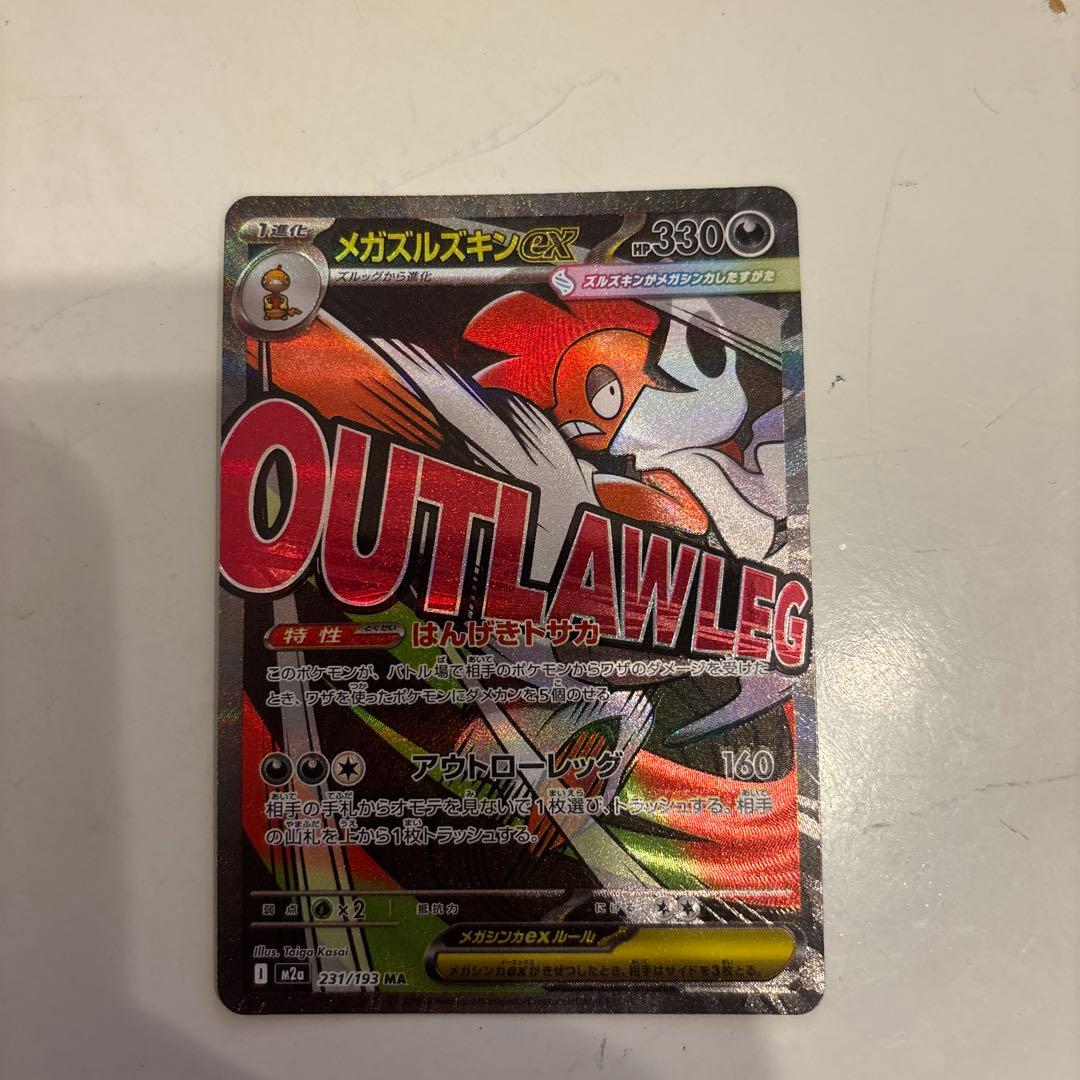 1進化
メガズルズキンex
HP330
ズルッグから進化
ズルズキンがメガシンカしたすがた
OUTLAWLEG
特性 とくせい はんげきトサカ
このポケモンが、バトル場で相手のポケモンからワザのダメージを受けた
とき、ワザを使ったポケモンにダメカンを5個のせる。
アウトローレッグ 160
相手の手札からオモテを見ないで1枚選び、トラッシュする。相手
の山札を上から1枚トラッシュする。
弱点 ×2 抵抗力 にげる
メガシンカexルール
メガシンカexがきぜつしたとき、相手はサイドを3枚とる。
Illus. Taiga Kasai
M2a 231/193 MA